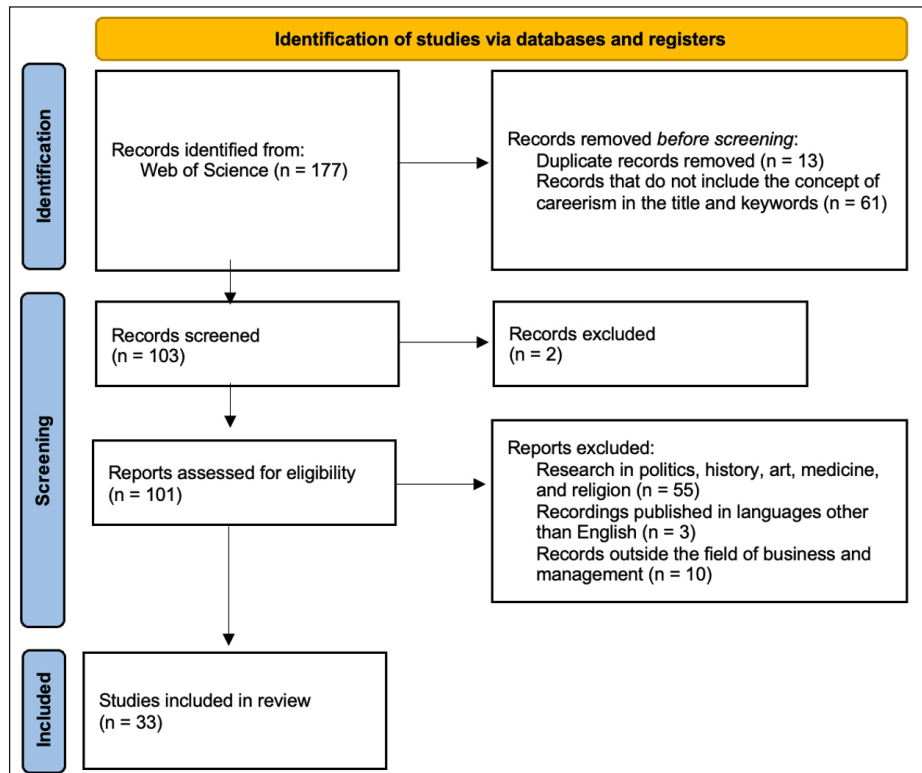 Identification of studies via databases and registers
Identification
Records identified from:
Web of Science (n = 177)
Records removed before screening:
Duplicate records removed (n = 13)
Records that do not include the concept of
careerism in the title and keywords (n = 61)
Screening
Records screened
(n = 103)
Records excluded
(n = 2)
Reports assessed for eligibility
(n = 101)
Reports excluded:
Research in politics, history, art, medicine,
and religion (n = 55)
Recordings published in languages other
than English (n = 3)
Records outside the field of business and
management (n = 10)
Included
Studies included in review
(n = 33)